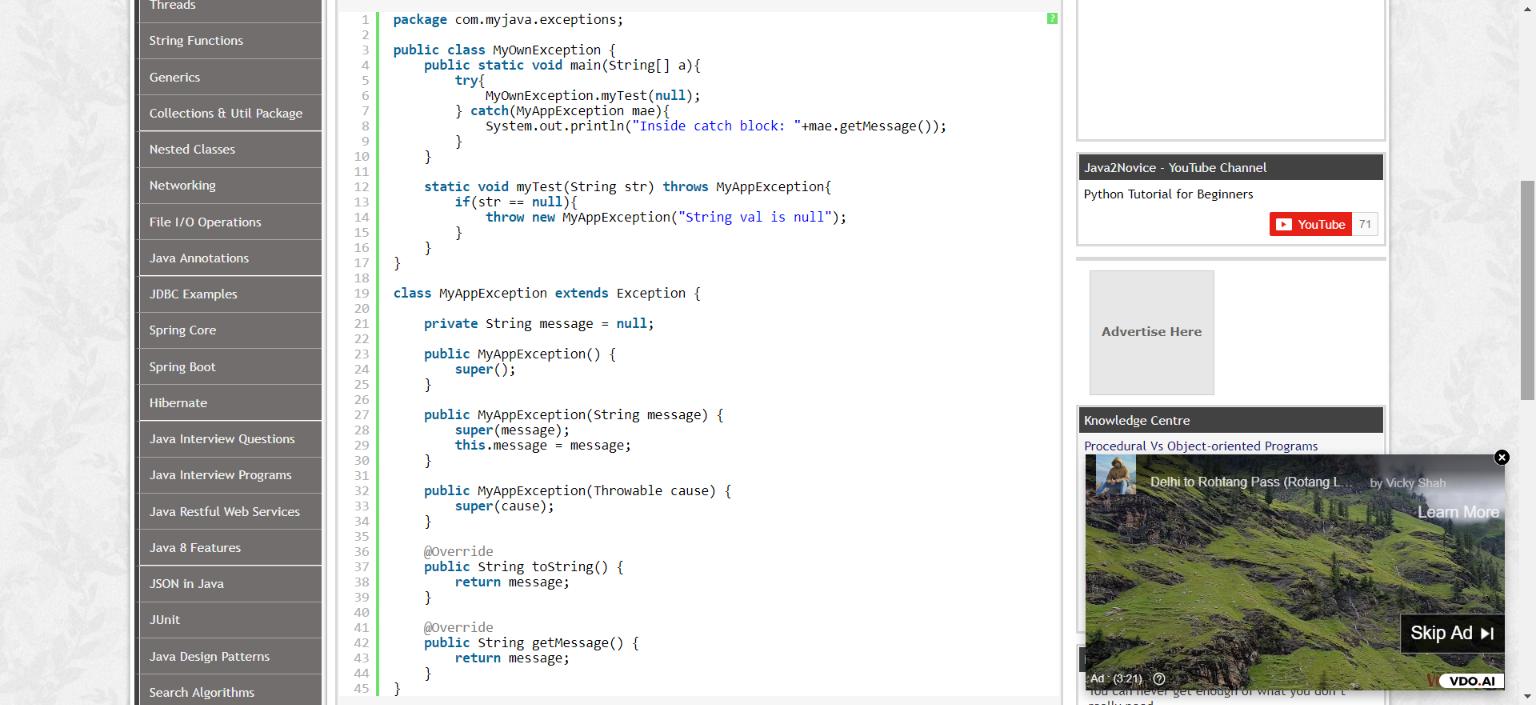 Threads
String Functions
Generics
Collections & Util Package
Nested Classes
Networking
File I/O Operations
Java Annotations
JDBC Examples
Spring Core
Spring Boot
Hibernate
Java Interview Questions
Java Interview Programs
Java Restful Web Services
Java 8 Features
JSON in Java
JUnit
Java Design Patterns
Search Algorithms
?
1 package com.myjava.exceptions;
2
3 public class MyOwnException {
4     public static void main(String[] a){
5         try{
6             MyOwnException.myTest(null);
7         } catch(MyAppException mae){
8             System.out.println("Inside catch block: "+mae.getMessage());
9         }
10     }
11
12     static void myTest(String str) throws MyAppException{
13         if(str == null){
14             throw new MyAppException("String val is null");
15         }
16     }
17 }
18
19 class MyAppException extends Exception {
20
21     private String message = null;
22
23     public MyAppException() {
24         super();
25     }
26
27     public MyAppException(String message) {
28         super(message);
29         this.message = message;
30     }
31
32     public MyAppException(Throwable cause) {
33         super(cause);
34     }
35
36     @Override
37     public String toString() {
38         return message;
39     }
40
41     @Override
42     public String getMessage() {
43         return message;
44     }
45 }
Java2Novice - YouTube Channel
Python Tutorial for Beginners
YouTube 71
Advertise Here
Knowledge Centre
Procedural Vs Object-oriented Programs
Delhi to Rohtang Pass (Rotang L... by Vicky Shah
Learn More
Skip Ad
Ad : (3:21) ?
VDO.AI
You can never get enough of what you don't